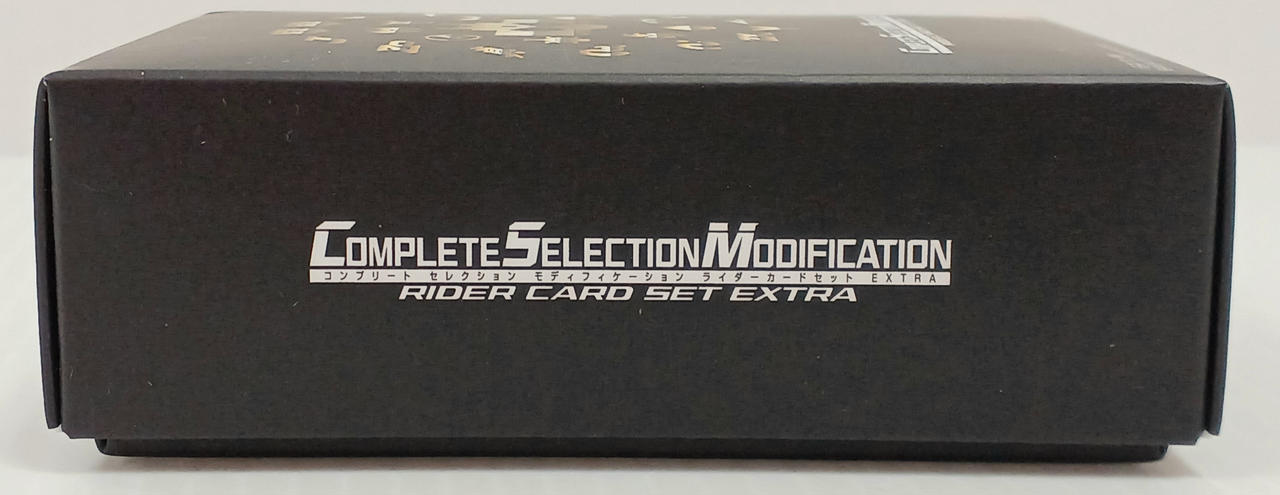 COMPLETE SELECTION MODIFICATION
コンプリート セレクション モディフィケーション ライダーカードセット EXTRA
RIDER CARD SET EXTRA